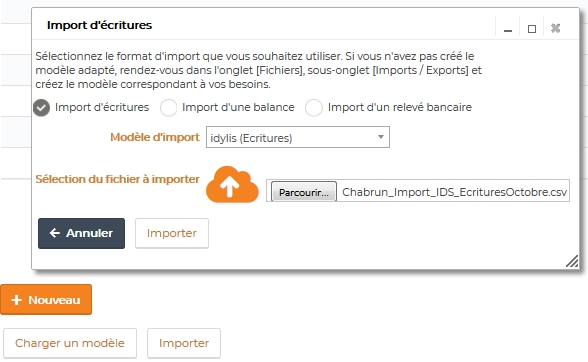 Import d'écritures
Sélectionnez le format d'import que vous souhaitez utiliser. Si vous n'avez pas créé le
modèle adapté, rendez-vous dans l'onglet [Fichiers], sous-onglet [Imports / Exports] et
créez le modèle correspondant à vos besoins.
Import d'écritures Import d'une balance Import d'un relevé bancaire
Modèle d'import idylis (Ecritures)
Sélection du fichier à importer Parcourir... Chabrun_Import_IDS_EcrituresOctobre.csv
Annuler Importer
+ Nouveau
Charger un modèle Importer